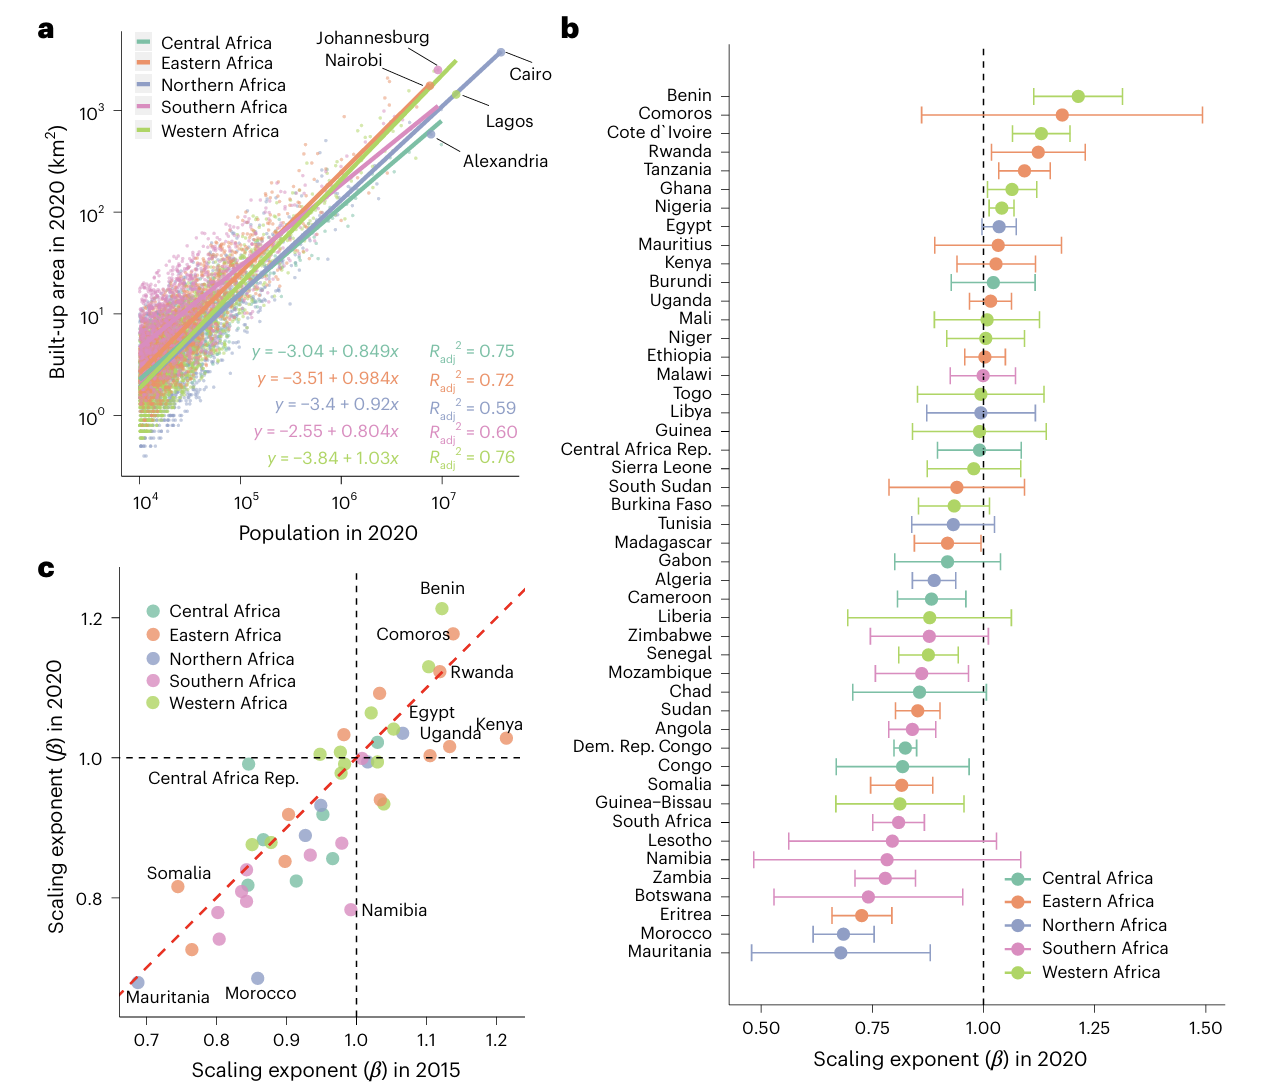 a
Central Africa
Eastern Africa
Northern Africa
Southern Africa
Western Africa
Johannesburg
Nairobi
Cairo
Lagos
Alexandria
Built-up area in 2020 (km²)
10³
10²
10¹
10⁰
y = −3.04 + 0.849x R_adj² = 0.75
y = −3.51 + 0.984x R_adj² = 0.72
y = −3.4 + 0.92x R_adj² = 0.59
y = −2.55 + 0.804x R_adj² = 0.60
y = −3.84 + 1.03x R_adj² = 0.76
10⁴ 10⁵ 10⁶ 10⁷
Population in 2020
b
Benin
Comoros
Cote d`Ivoire
Rwanda
Tanzania
Ghana
Nigeria
Egypt
Mauritius
Kenya
Burundi
Uganda
Mali
Niger
Ethiopia
Malawi
Togo
Libya
Guinea
Central Africa Rep.
Sierra Leone
South Sudan
Burkina Faso
Tunisia
Madagascar
Gabon
Algeria
Cameroon
Liberia
Zimbabwe
Senegal
Mozambique
Chad
Sudan
Angola
Dem. Rep. Congo
Congo
Somalia
Guinea−Bissau
South Africa
Lesotho
Namibia
Zambia
Botswana
Eritrea
Morocco
Mauritania
Central Africa
Eastern Africa
Northern Africa
Southern Africa
Western Africa
0.50 0.75 1.00 1.25 1.50
Scaling exponent (β) in 2020
c
Central Africa
Eastern Africa
Northern Africa
Southern Africa
Western Africa
Benin
Comoros
Rwanda
Egypt
Kenya
Uganda
Central Africa Rep.
Somalia
Namibia
Mauritania
Morocco
Scaling exponent (β) in 2020
1.2
1.0
0.8
0.7 0.8 0.9 1.0 1.1 1.2
Scaling exponent (β) in 2015